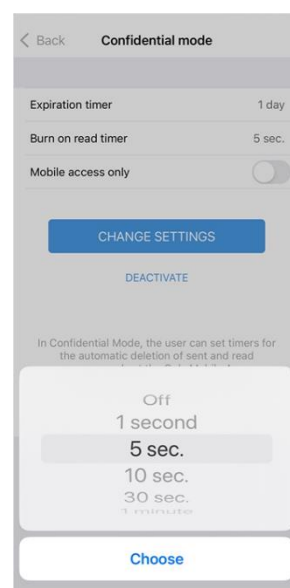 Back Confidential mode
Expiration timer 1 day
Burn on read timer 5 sec.
Mobile access only
CHANGE SETTINGS
DEACTIVATE
In Confidential Mode, the user can set timers for
the automatic deletion of sent and read
Off
1 second
5 sec.
10 sec.
30 sec.
1 minute
Choose